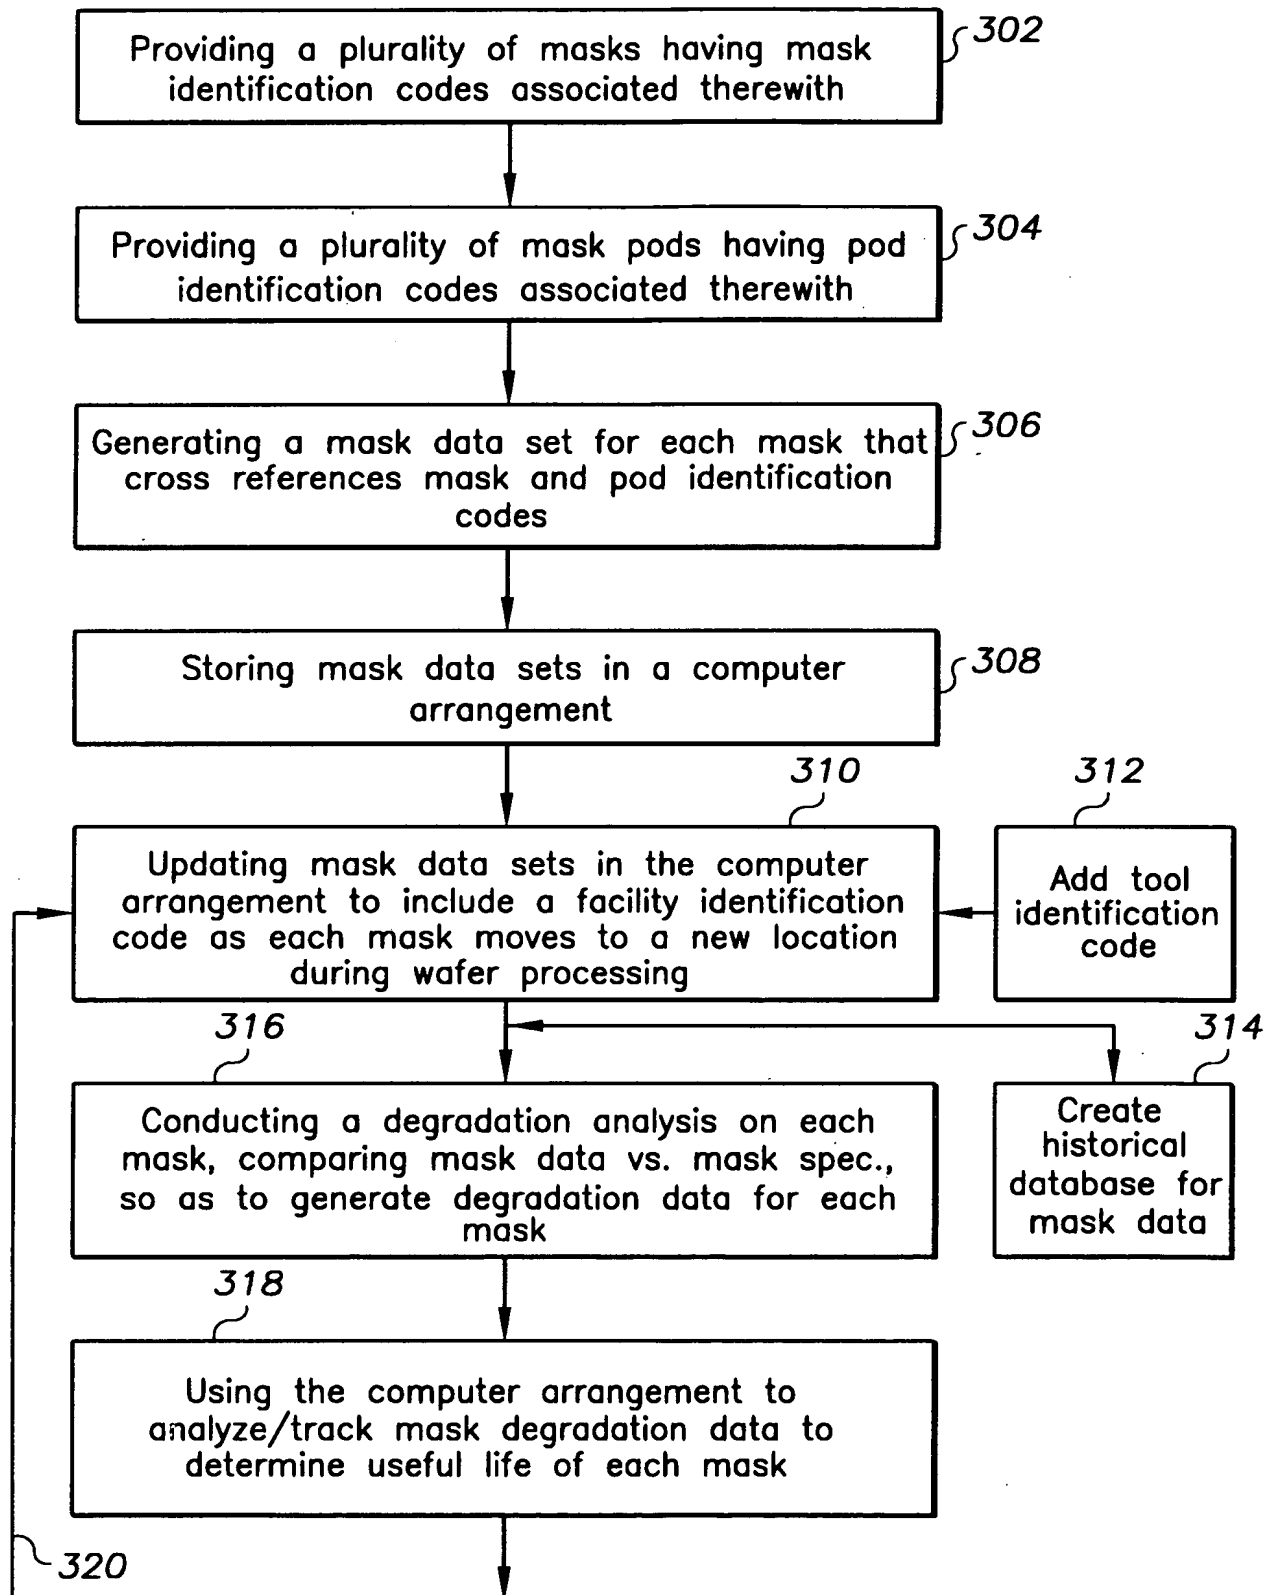 Providing a plurality of masks having mask
identification codes associated therewith
302
Providing a plurality of mask pods having pod
identification codes associated therewith
304
Generating a mask data set for each mask that
cross references mask and pod identification
codes
306
Storing mask data sets in a computer
arrangement
308
310
Updating mask data sets in the computer
arrangement to include a facility identification
code as each mask moves to a new location
during wafer processing
312
Add tool
identification
code
316
Conducting a degradation analysis on each
mask, comparing mask data vs. mask spec.,
so as to generate degradation data for each
mask
314
Create
historical
database for
mask data
318
Using the computer arrangement to
analyze/track mask degradation data to
determine useful life of each mask
320